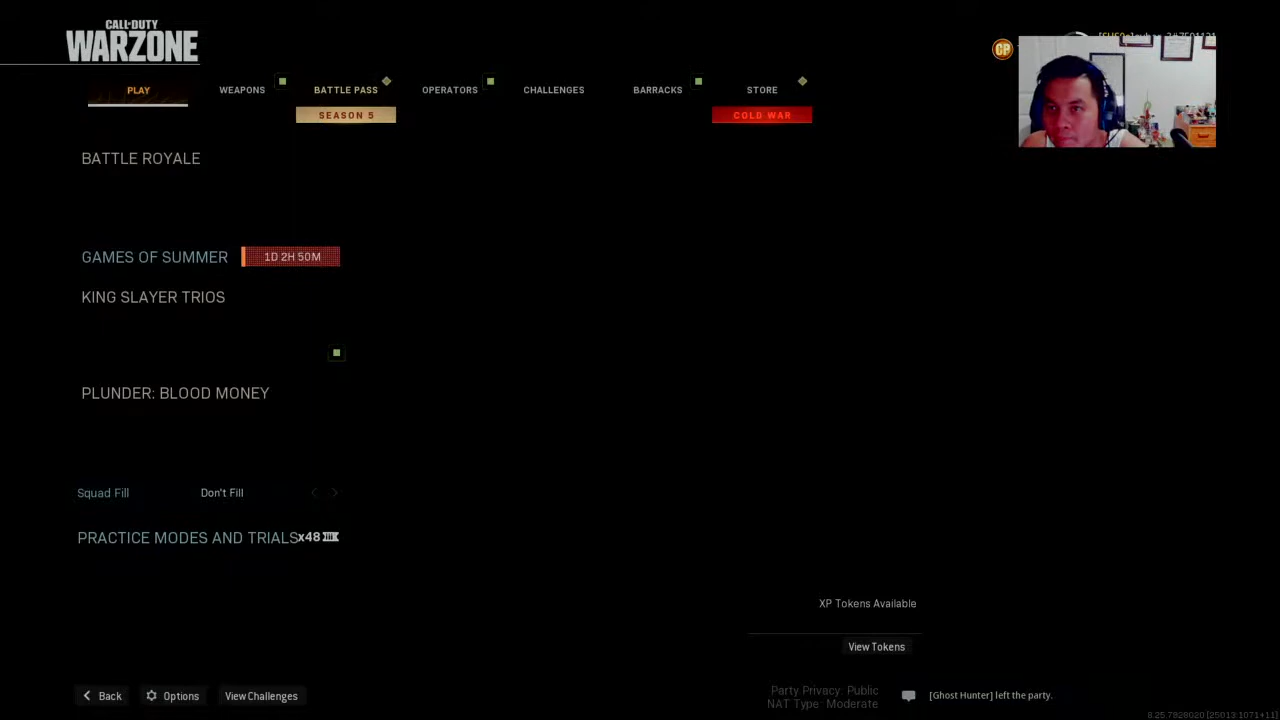 CALL OF DUTY
WARZONE
CP
PLAY
WEAPONS
BATTLE PASS
OPERATORS
CHALLENGES
BARRACKS
STORE
SEASON 5
COLD WAR
BATTLE ROYALE
GAMES OF SUMMER
1D 2H 50M
KING SLAYER TRIOS
PLUNDER: BLOOD MONEY
Squad Fill
Don't Fill
PRACTICE MODES AND TRIALS
x48
XP Tokens Available
View Tokens
Back
Options
View Challenges
Party Privacy: Public
NAT Type: Moderate
[Ghost Hunter] left the party.